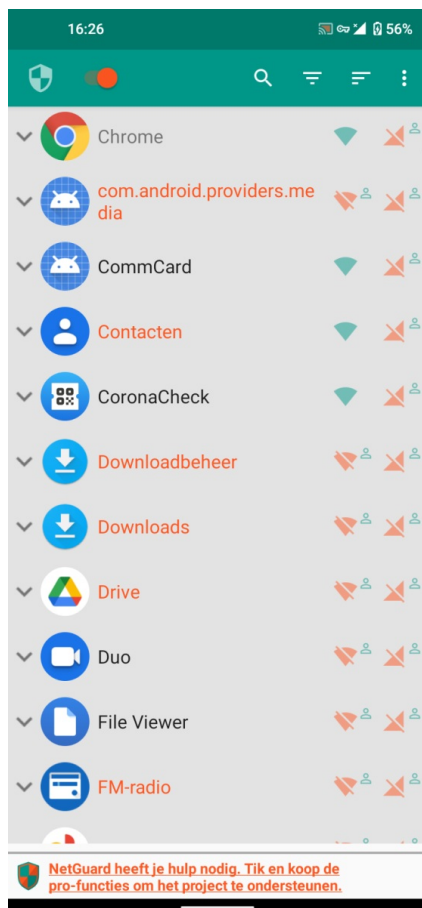 16:26
56%
Chrome
com.android.providers.me
dia
CommCard
Contacten
CoronaCheck
Downloadbeheer
Downloads
Drive
Duo
File Viewer
FM-radio
NetGuard heeft je hulp nodig. Tik en koop de
pro-functies om het project te ondersteunen.